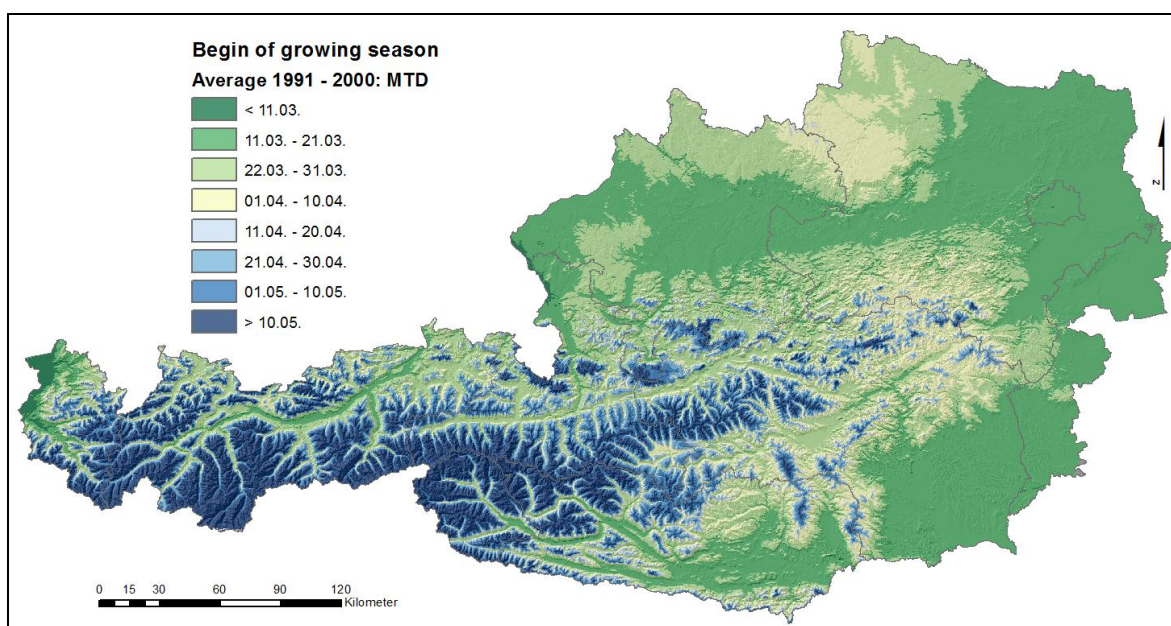 Begin of growing season
Average 1991 - 2000: MTD
< 11.03.
11.03. - 21.03.
22.03. - 31.03.
01.04. - 10.04.
11.04. - 20.04.
21.04. - 30.04.
01.05. - 10.05.
> 10.05.
N
0 15 30 60 90 120
Kilometer